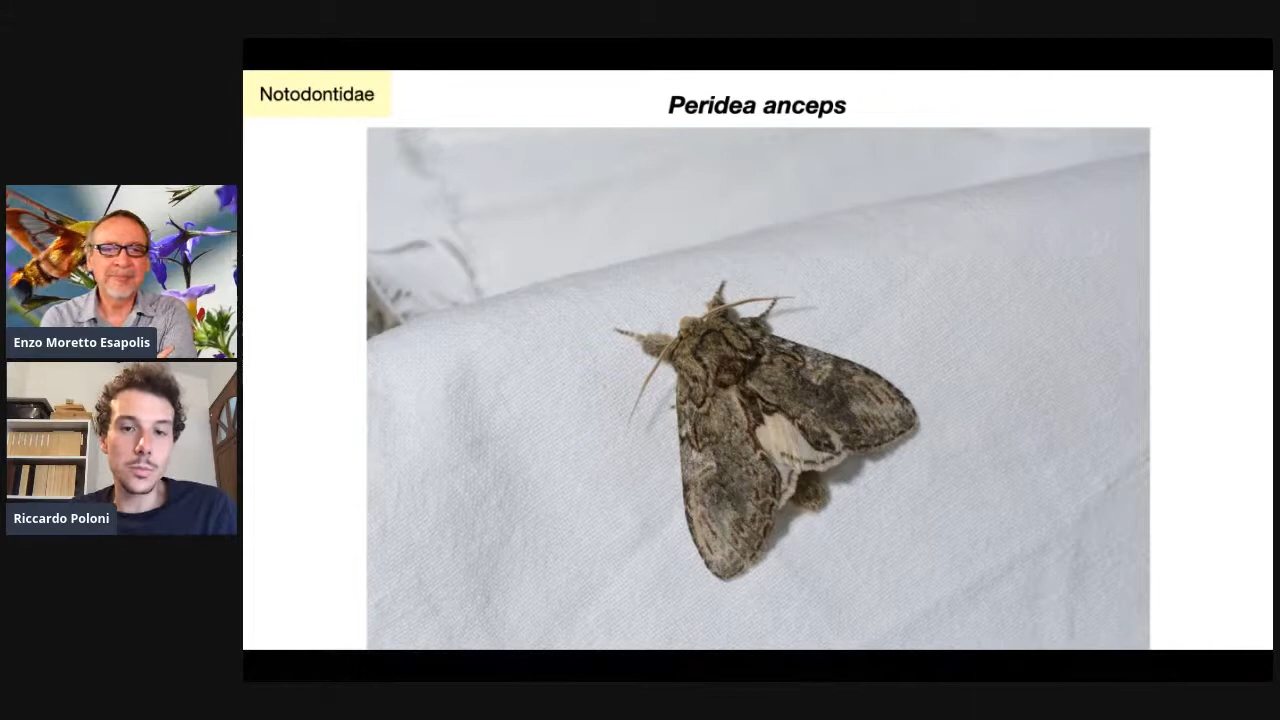 Notodontidae
Peridea anceps
Enzo Moretto Esapolis
Riccardo Poloni